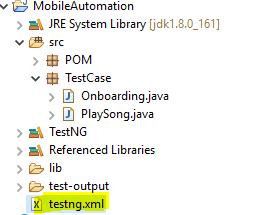 MobileAutomation
JRE System Library [jdk1.8.0_161]
src
POM
TestCase
Onboarding.java
PlaySong.java
TestNG
Referenced Libraries
lib
test-output
testng.xml